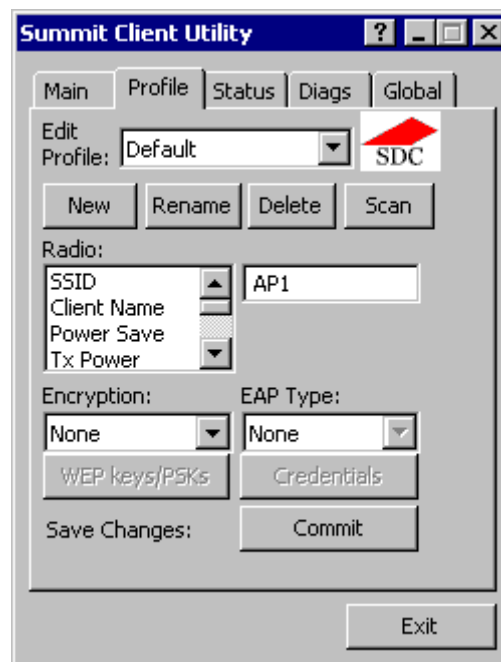 Summit Client Utility ? X
Main Profile Status Diags Global
Edit
Profile: Default
SDC
New Rename Delete Scan
Radio:
SSID AP1
Client Name
Power Save
Tx Power
Encryption: EAP Type:
None None
WEP keys/PSKs Credentials
Save Changes: Commit
Exit